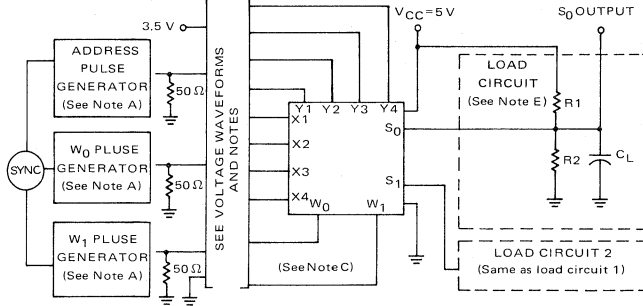 3.5 V
V_CC=5V
S_0 OUTPUT
ADDRESS
PULSE
GENERATOR
(See Note A)
50 Ω
W_0 PLUSE
GENERATOR
(See Note A)
50 Ω
SYNC
W_1 PLUSE
GENERATOR
(See Note A)
50 Ω
SEE VOLTAGE WAVEFORMS
AND NOTES
Y1 Y2 Y3 Y4
X1
X2
X3
X4
S_0
S_1
W_0 W_1
(See Note C)
LOAD
CIRCUIT
(See Note E)
R1
R2
C_L
LOAD CIRCUIT 2
(Same as load circuit 1)